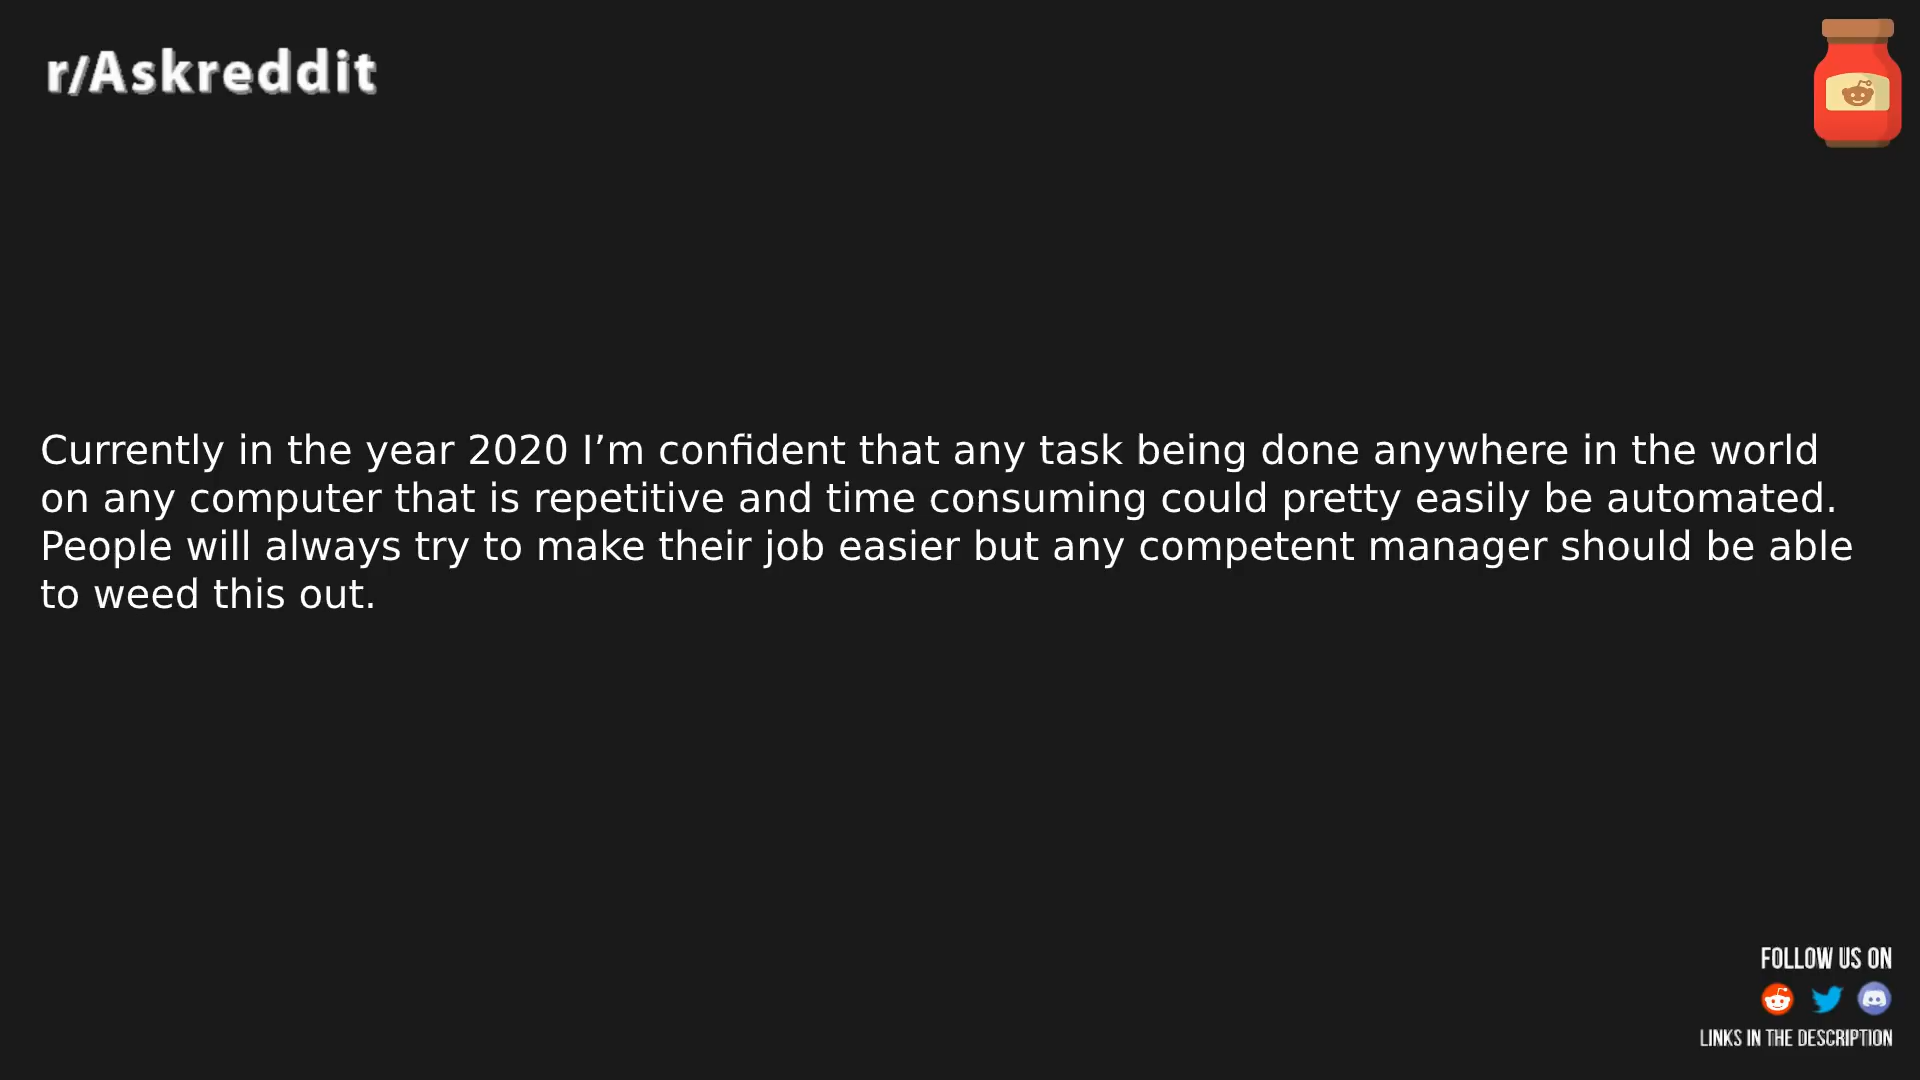 r/Askreddit
Currently in the year 2020 I’m confident that any task being done anywhere in the world
on any computer that is repetitive and time consuming could pretty easily be automated.
People will always try to make their job easier but any competent manager should be able
to weed this out.
FOLLOW US ON
LINKS IN THE DESCRIPTION